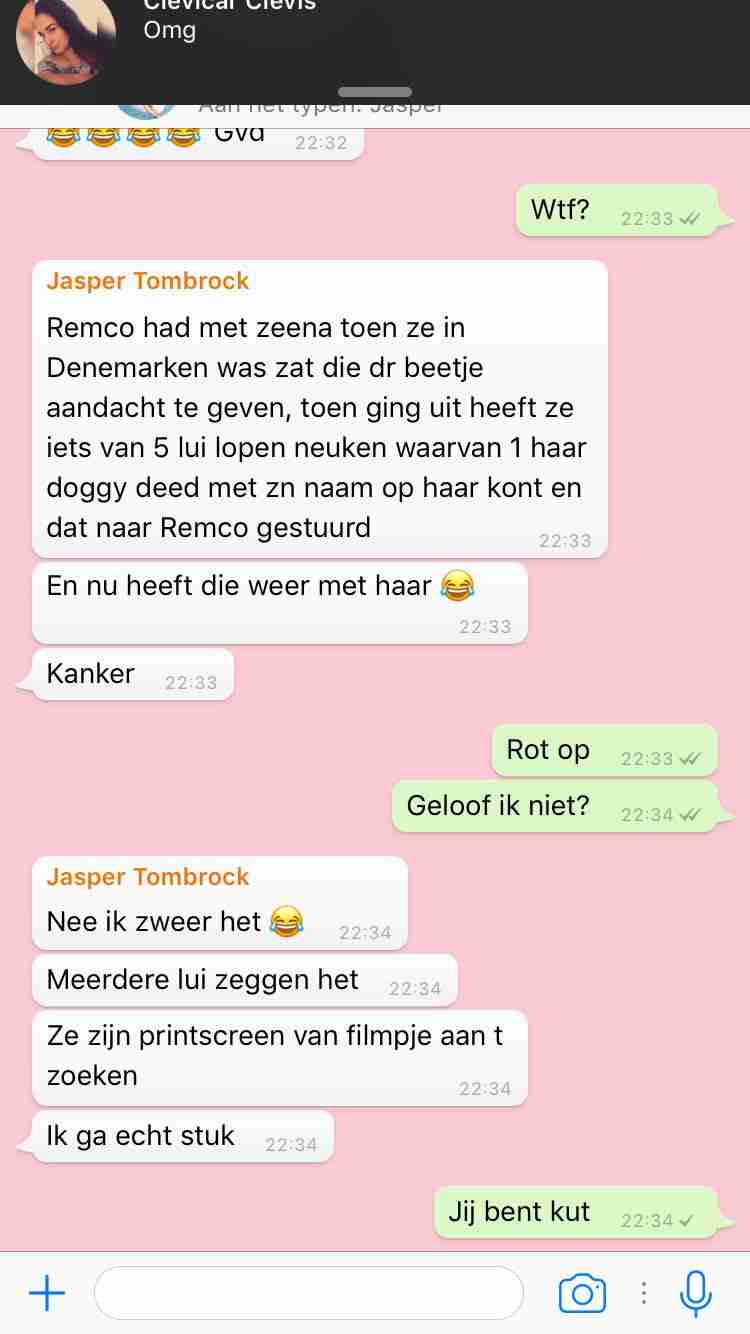 Clevical Clevis
Omg
Aan het typen: Jasper
😂😂😂😂 Gvd 22:32
Wtf? 22:33
Jasper Tombrock
Remco had met zeena toen ze in
Denemarken was zat die dr beetje
aandacht te geven, toen ging uit heeft ze
iets van 5 lui lopen neuken waarvan 1 haar
doggy deed met zn naam op haar kont en
dat naar Remco gestuurd
22:33
En nu heeft die weer met haar 😂
22:33
Kanker 22:33
Rot op 22:33
Geloof ik niet? 22:34
Jasper Tombrock
Nee ik zweer het 😂 22:34
Meerdere lui zeggen het 22:34
Ze zijn printscreen van filmpje aan t
zoeken 22:34
Ik ga echt stuk 22:34
Jij bent kut 22:34